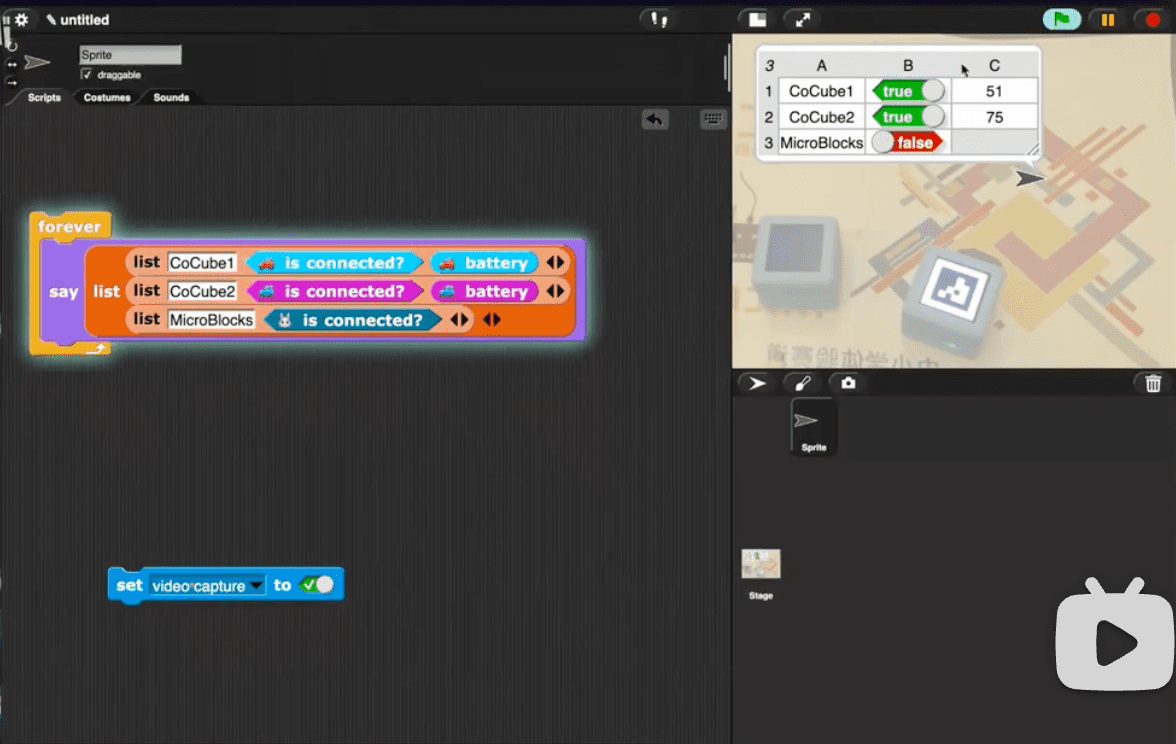 untitled
Sprite
draggable
Scripts Costumes Sounds
forever
say list
list CoCube1 is connected? battery
list CoCube2 is connected? battery
list MicroBlocks is connected?
set video capture to
3 A B C
1 CoCube1 true 51
2 CoCube2 true 75
3 MicroBlocks false
Sprite
Stage